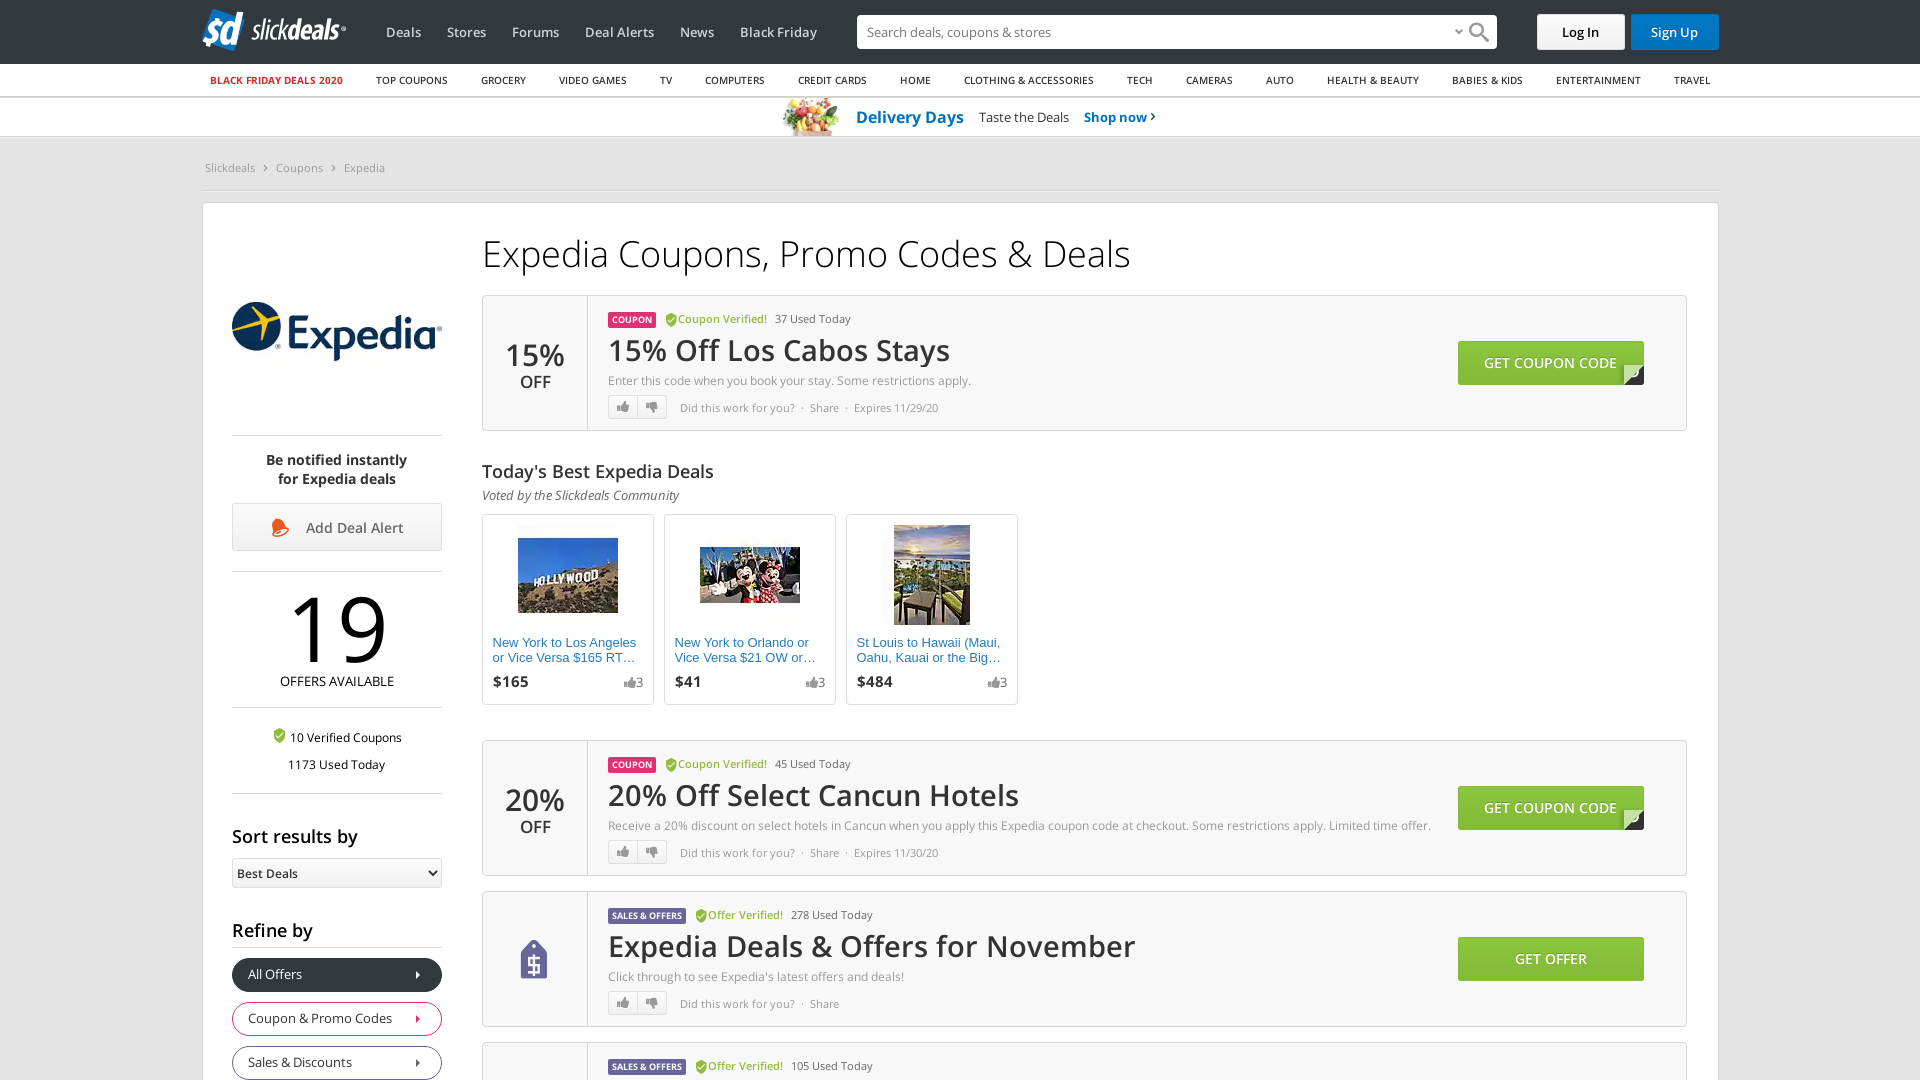 sd slickdeals
Deals
Stores
Forums
Deal Alerts
News
Black Friday
Search deals, coupons & stores
Log In
Sign Up
BLACK FRIDAY DEALS 2020
TOP COUPONS
GROCERY
VIDEO GAMES
TV
COMPUTERS
CREDIT CARDS
HOME
CLOTHING & ACCESSORIES
TECH
CAMERAS
AUTO
HEALTH & BEAUTY
BABIES & KIDS
ENTERTAINMENT
TRAVEL
Delivery Days Taste the Deals Shop now
Slickdeals > Coupons > Expedia
Expedia®
Be notified instantly
for Expedia deals
Add Deal Alert
19
OFFERS AVAILABLE
10 Verified Coupons
1173 Used Today
Sort results by
Best Deals
Refine by
All Offers
Coupon & Promo Codes
Sales & Discounts
Expedia Coupons, Promo Codes & Deals
15%
OFF
COUPON Coupon Verified! 37 Used Today
15% Off Los Cabos Stays
Enter this code when you book your stay. Some restrictions apply.
Did this work for you? · Share · Expires 11/29/20
GET COUPON CODE
Today's Best Expedia Deals
Voted by the Slickdeals Community
HOLLYWOOD
New York to Los Angeles
or Vice Versa $165 RT…
$165
3
New York to Orlando or
Vice Versa $21 OW or…
$41
3
St Louis to Hawaii (Maui,
Oahu, Kauai or the Big…
$484
3
20%
OFF
COUPON Coupon Verified! 45 Used Today
20% Off Select Cancun Hotels
Receive a 20% discount on select hotels in Cancun when you apply this Expedia coupon code at checkout. Some restrictions apply. Limited time offer.
Did this work for you? · Share · Expires 11/30/20
GET COUPON CODE
$
SALES & OFFERS Offer Verified! 278 Used Today
Expedia Deals & Offers for November
Click through to see Expedia's latest offers and deals!
Did this work for you? · Share
GET OFFER
SALES & OFFERS Offer Verified! 105 Used Today